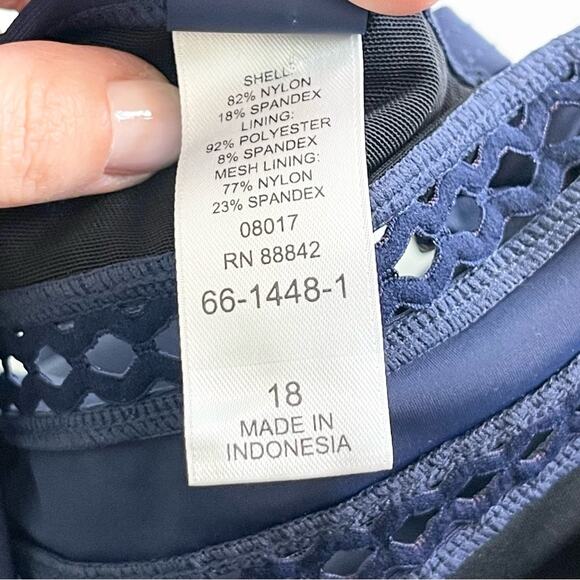 SHELL:
82% NYLON
18% SPANDEX
LINING:
92% POLYESTER
8% SPANDEX
MESH LINING:
77% NYLON
23% SPANDEX
08017
RN 88842
66-1448-1
18
MADE IN
INDONESIA